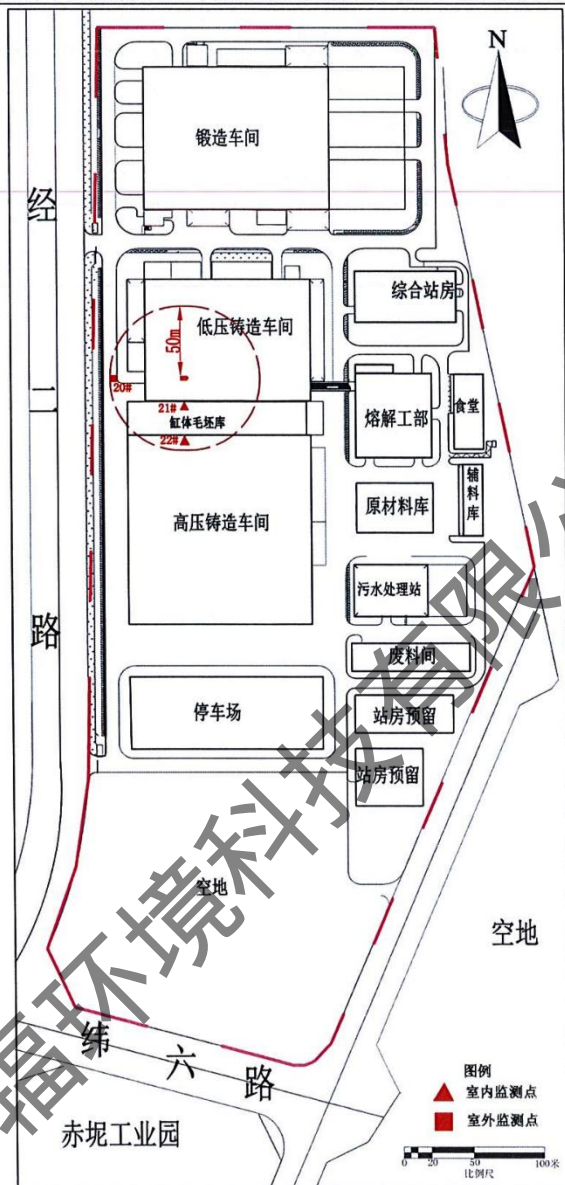 N
锻造车间
经二路
综合站房
低压铸造车间
50m
20#
21#
缸体毛坯库
22#
熔解工部
食堂
高压铸造车间
原材料库
辅料库
污水处理站
废料间
停车场
站房预留
站房预留
空地
空地
纬六路
赤坭工业园
图例
室内监测点
室外监测点
0 20 50 100米
比例尺
辐环境科技有限公